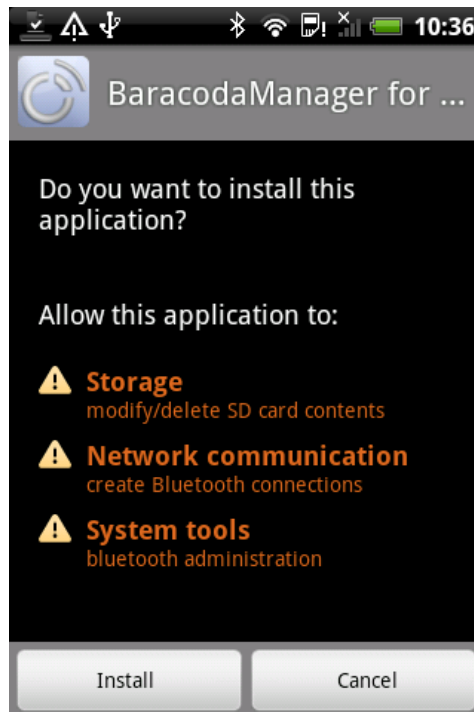 10:36
BaracodaManager for ...
Do you want to install this
application?
Allow this application to:
Storage
modify/delete SD card contents
Network communication
create Bluetooth connections
System tools
bluetooth administration
Install
Cancel